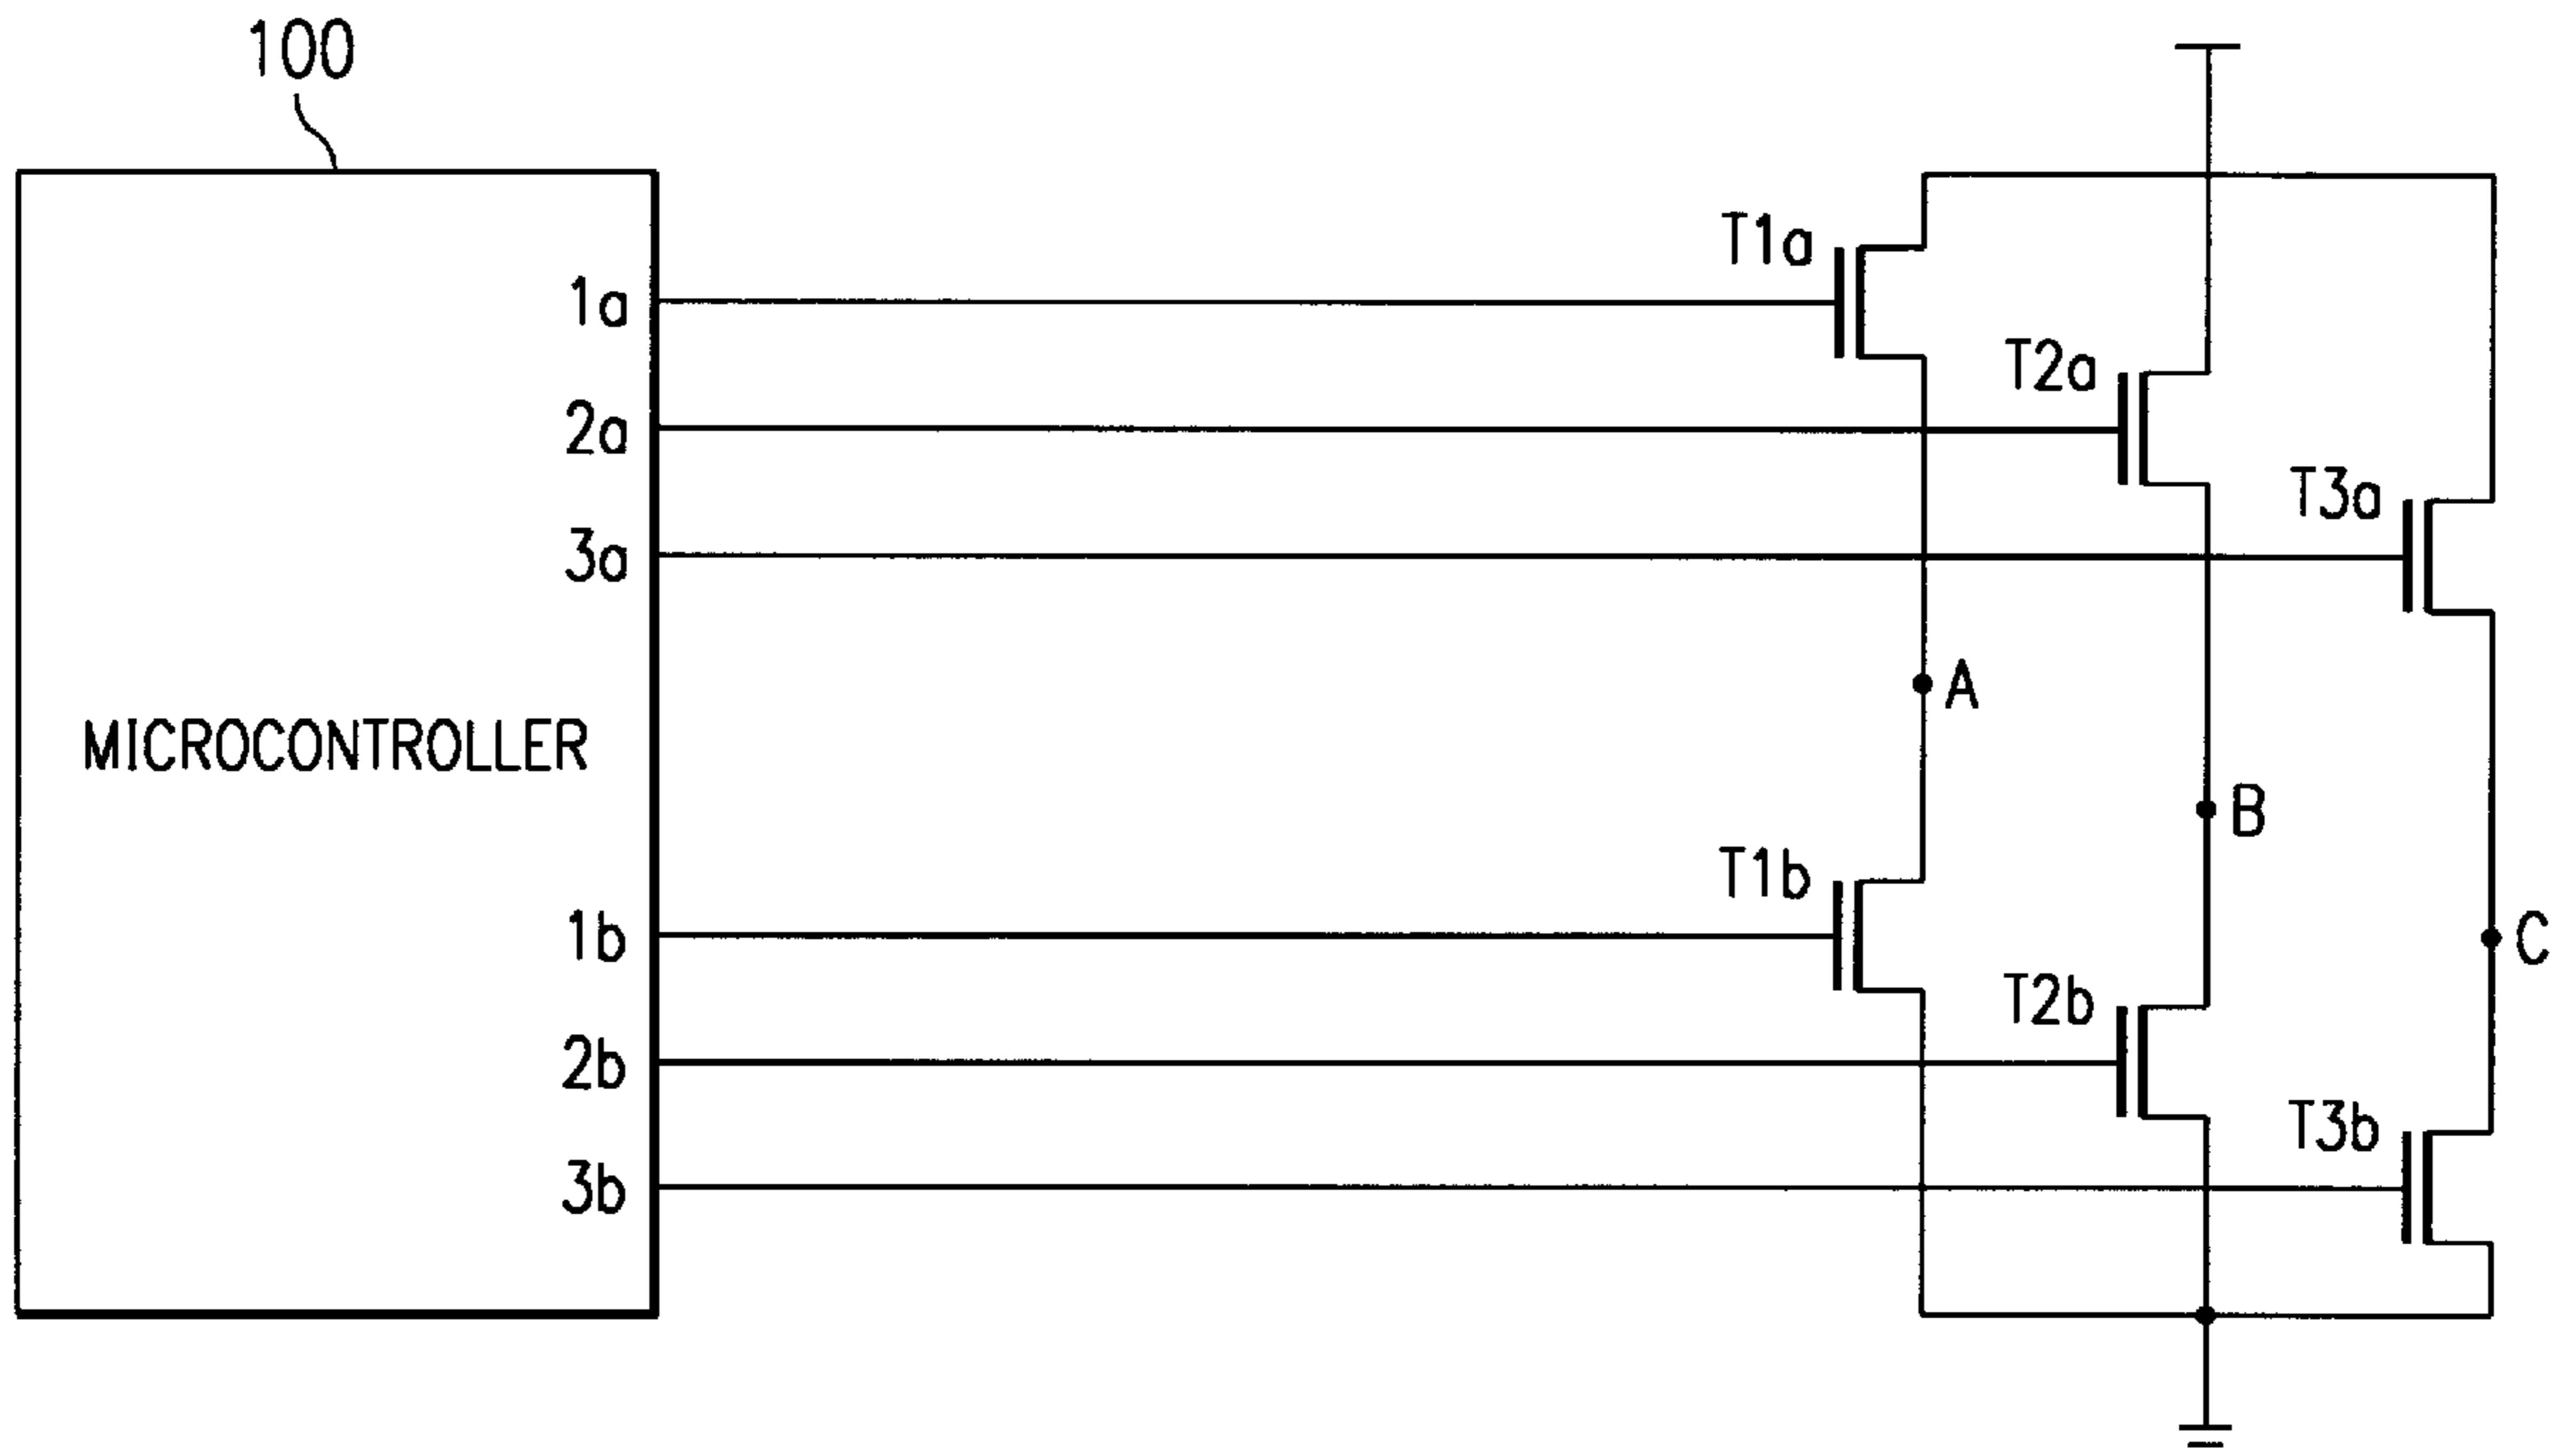 100
T1a
1a
T2a
2a
T3a
3a
A
MICROCONTROLLER
B
T1b
1b
C
T2b
2b
T3b
3b